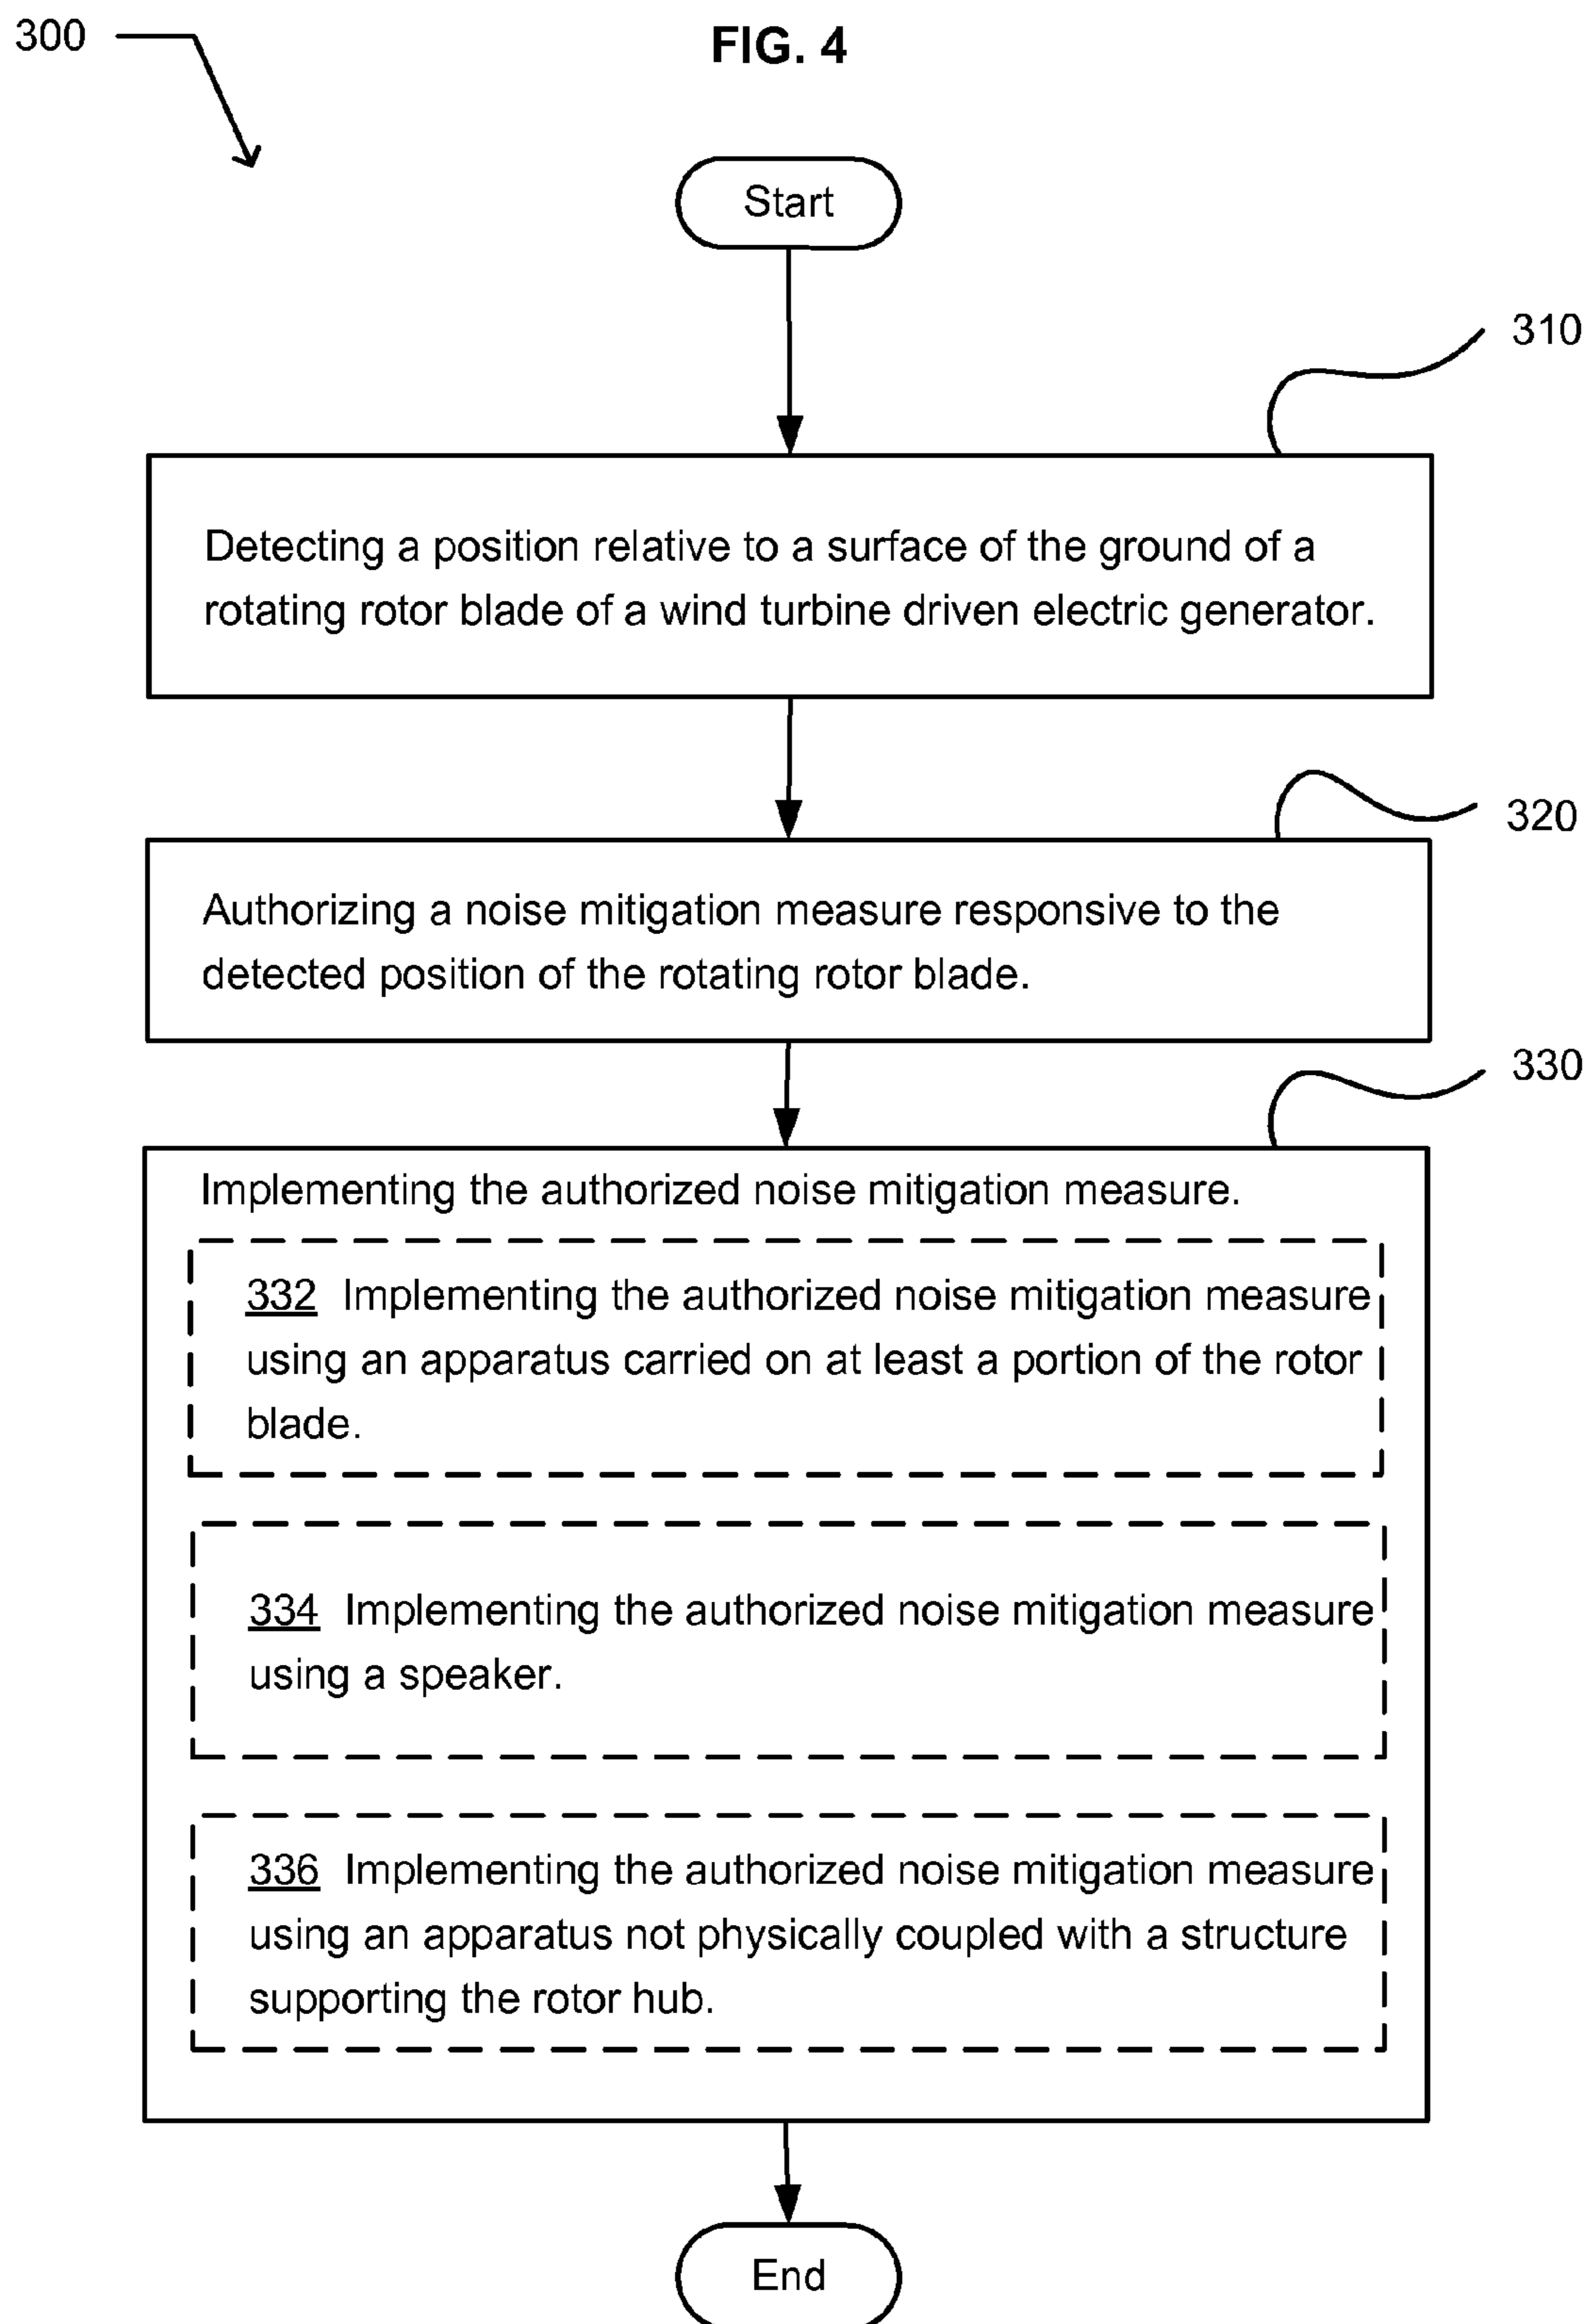 300
FIG. 4
Start
310
Detecting a position relative to a surface of the ground of a
rotating rotor blade of a wind turbine driven electric generator.
320
Authorizing a noise mitigation measure responsive to the
detected position of the rotating rotor blade.
330
Implementing the authorized noise mitigation measure.
332 Implementing the authorized noise mitigation measure
using an apparatus carried on at least a portion of the rotor
blade.
334 Implementing the authorized noise mitigation measure
using a speaker.
336 Implementing the authorized noise mitigation measure
using an apparatus not physically coupled with a structure
supporting the rotor hub.
End